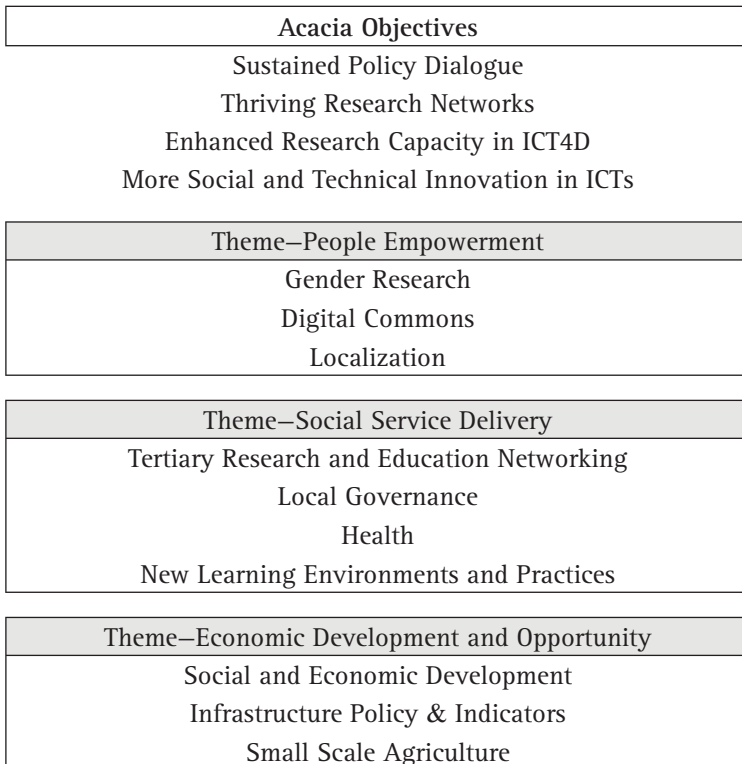 Acacia Objectives
Sustained Policy Dialogue
Thriving Research Networks
Enhanced Research Capacity in ICT4D
More Social and Technical Innovation in ICTs
Theme–People Empowerment
Gender Research
Digital Commons
Localization
Theme–Social Service Delivery
Tertiary Research and Education Networking
Local Governance
Health
New Learning Environments and Practices
Theme–Economic Development and Opportunity
Social and Economic Development
Infrastructure Policy & Indicators
Small Scale Agriculture